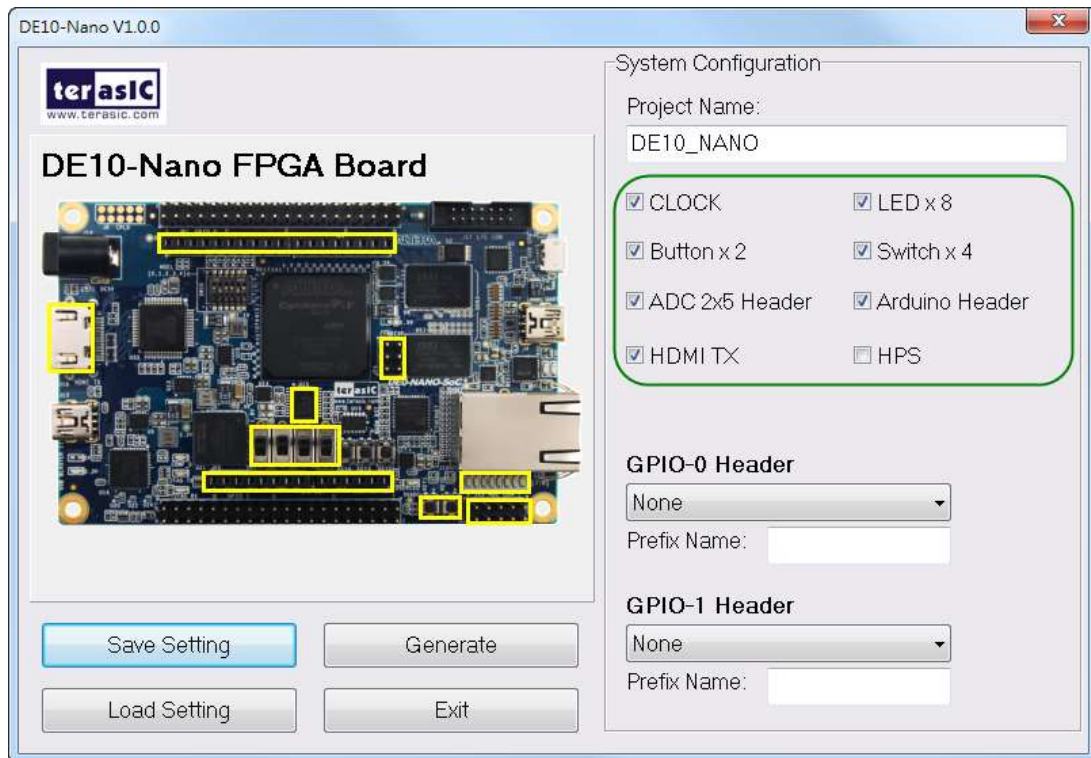 DE10-Nano V1.0.0
terasIC
www.terasic.com
DE10-Nano FPGA Board
Save Setting
Generate
Load Setting
Exit
System Configuration
Project Name:
DE10_NANO
CLOCK
LED x 8
Button x 2
Switch x 4
ADC 2x5 Header
Arduino Header
HDMI TX
HPS
GPIO-0 Header
None
Prefix Name:
GPIO-1 Header
None
Prefix Name: